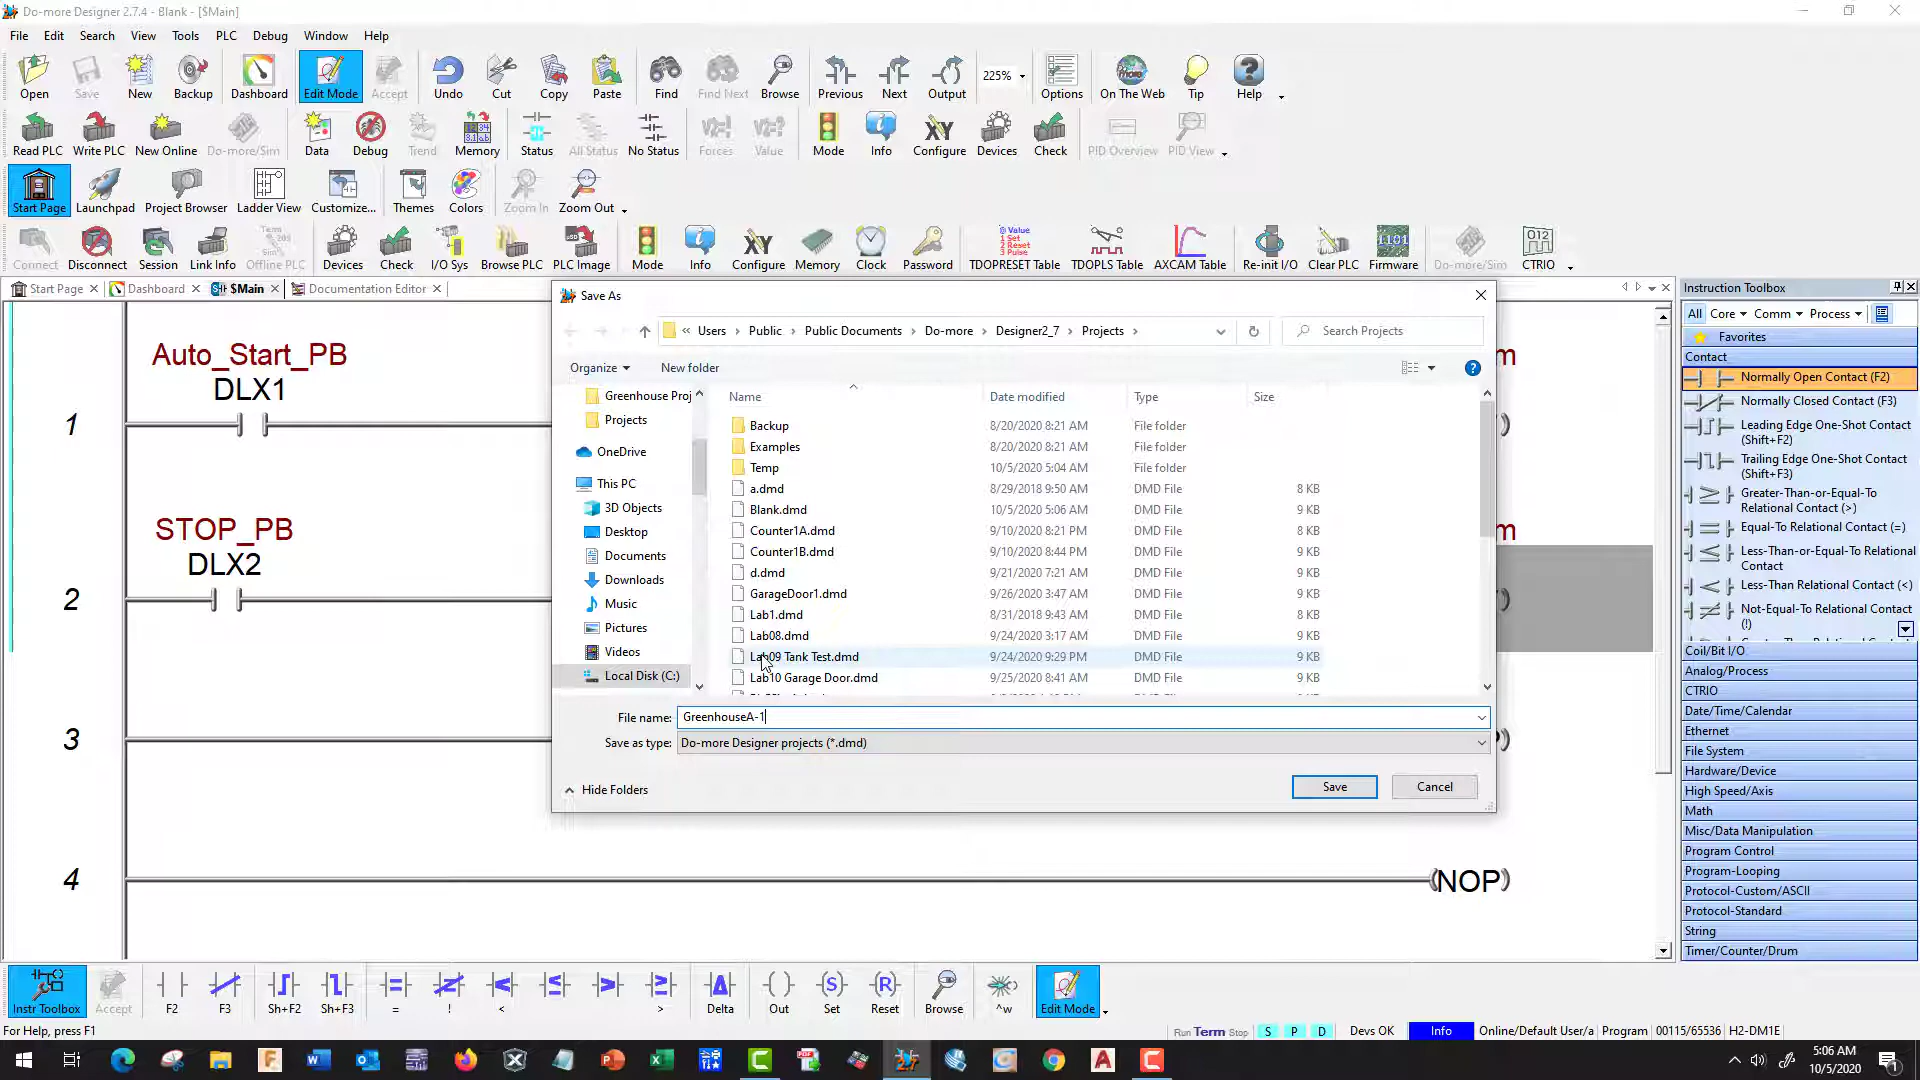 Do-more Designer 2.7.4 - Blank - [$Main]
File Edit Search View Tools PLC Debug Window Help
Open Save New Backup Dashboard Edit Mode Accept Undo Cut Copy Paste Find Find Next Browse Previous Next Output 225% Options On The Web Tip Help
Read PLC Write PLC New Online Do-more/Sim Data Debug Trend Memory Status All Status No Status Forces Value Mode Info Configure Devices Check PID Overview PID View
Start Page Launchpad Project Browser Ladder View Customize... Themes Colors Zoom In Zoom Out
Connect Disconnect Session Link Info Offline PLC Devices Check I/O Sys Browse PLC PLC Image Mode Info Configure Memory Clock Password TDOPRESET Table TDOPLS Table AXCAM Table Re-init I/O Clear PLC Firmware Do-more/Sim CTRIO
Start Page Dashboard $Main Documentation Editor
Auto_Start_PB
DLX1
1
STOP_PB
DLX2
2
3
4
NOP
Save As
« Users Public Public Documents Do-more Designer2_7 Projects
Search Projects
Organize New folder
Greenhouse Proj
Projects
OneDrive
This PC
3D Objects
Desktop
Documents
Downloads
Music
Pictures
Videos
Local Disk (C:)
Name Date modified Type Size
Backup 8/20/2020 8:21 AM File folder
Examples 8/20/2020 8:21 AM File folder
Temp 10/5/2020 5:04 AM File folder
a.dmd 8/29/2018 9:50 AM DMD File 8 KB
Blank.dmd 10/5/2020 5:06 AM DMD File 9 KB
Counter1A.dmd 9/10/2020 8:21 PM DMD File 9 KB
Counter1B.dmd 9/10/2020 8:44 PM DMD File 9 KB
d.dmd 9/21/2020 7:21 AM DMD File 9 KB
GarageDoor1.dmd 9/26/2020 3:47 AM DMD File 9 KB
Lab1.dmd 8/31/2018 9:43 AM DMD File 8 KB
Lab08.dmd 9/24/2020 3:17 AM DMD File 9 KB
Lab09 Tank Test.dmd 9/24/2020 9:29 PM DMD File 9 KB
Lab10 Garage Door.dmd 9/25/2020 8:41 AM DMD File 9 KB
File name: GreenhouseA-1
Save as type: Do-more Designer projects (*.dmd)
Hide Folders Save Cancel
Instruction Toolbox
All Core Comm Process
Favorites
Contact
Normally Open Contact (F2)
Normally Closed Contact (F3)
Leading Edge One-Shot Contact
(Shift+F2)
Trailing Edge One-Shot Contact
(Shift+F3)
Greater-Than-or-Equal-To
Relational Contact (>)
Equal-To Relational Contact (=)
Less-Than-or-Equal-To Relational
Contact
Less-Than Relational Contact (<)
Not-Equal-To Relational Contact
(!)
Coil/Bit I/O
Analog/Process
CTRIO
Date/Time/Calendar
Ethernet
File System
Hardware/Device
High Speed/Axis
Math
Misc/Data Manipulation
Program Control
Program-Looping
Protocol-Custom/ASCII
Protocol-Standard
String
Timer/Counter/Drum
Instr Toolbox Accept F2 F3 Sh+F2 Sh+F3 = ! < > Delta Out Set Reset Browse ^w Edit Mode
For Help, press F1
Run Term Stop S P D Devs OK Info Online/Default User/a Program 00115/65536 H2-DM1E
5:06 AM
10/5/2020